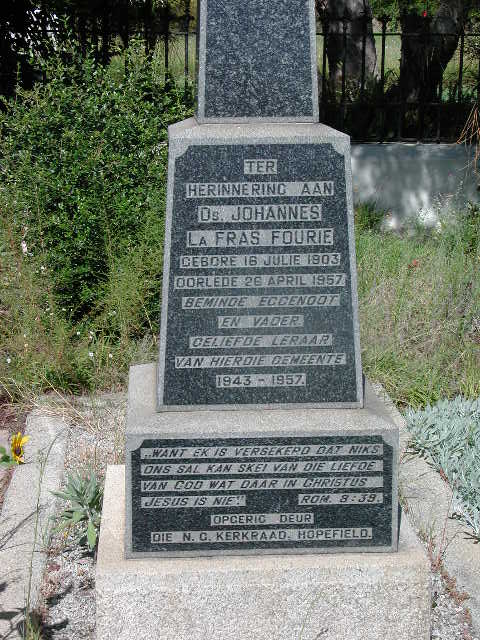 TER
HERINNERING AAN
DS. JOHANNES
LA FRAS FOURIE
GEBORE 16 JULIE 1903
OORLEDE 26 APRIL 1957
BEMINDE EGGENOOT
EN VADER
GELIEFDE LERAAR
VAN HIERDIE GEMEENTE
1943 - 1957.
„WANT EK IS VERSEKERD DAT NIKS
ONS SAL KAN SKEI VAN DIE LIEFDE
VAN GOD WAT DAAR IN CHRISTUS
JESUS IS NIE" ROM. 8:39.
OPGERIG DEUR
DIE N. G. KERKRAAD, HOPEFIELD.